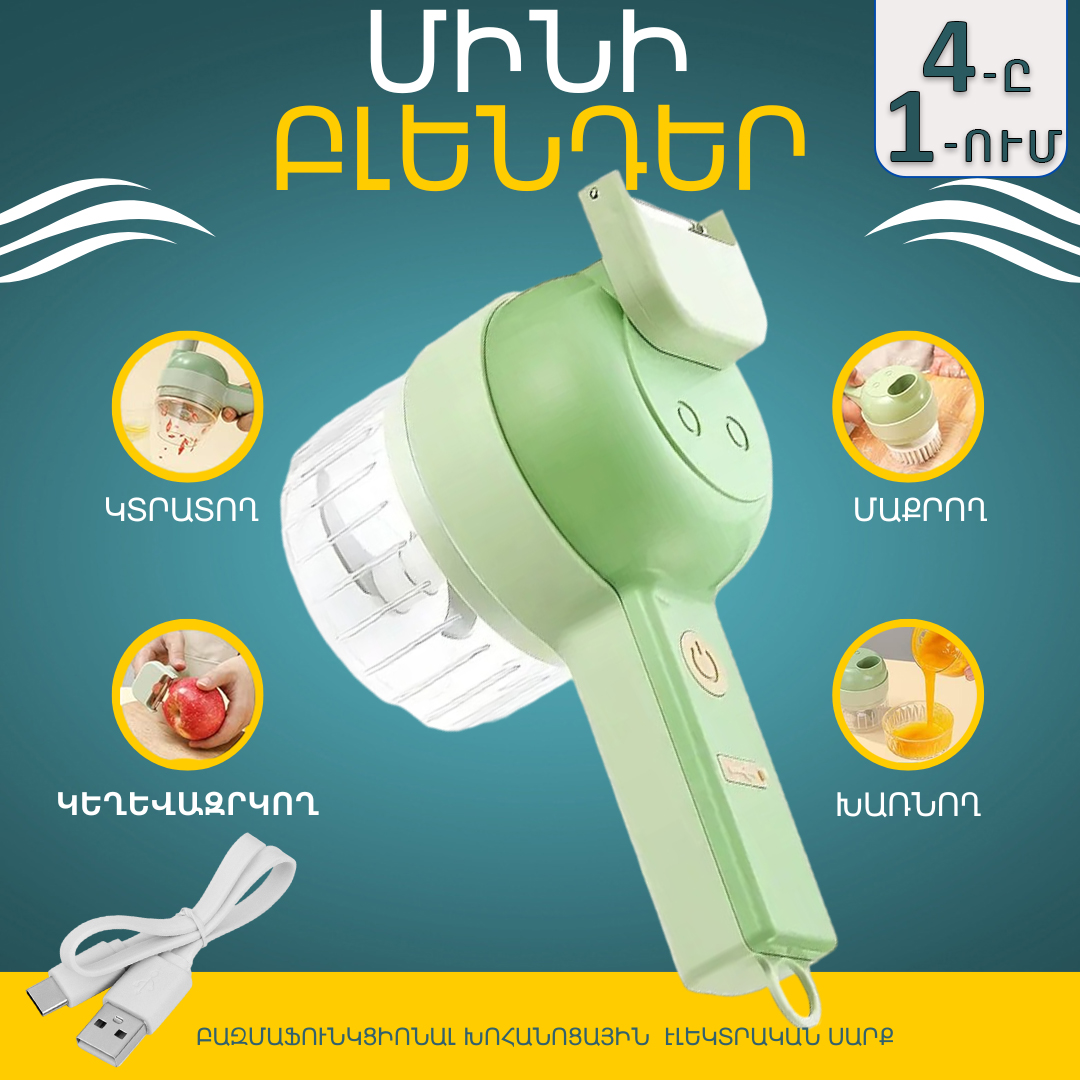 ՄԻՆԻ
ԲԼԵՆԴԵՐ
4-Ը
1-ՈՒՄ
ԿՏՐԱՏՈՂ
ՄԱՔՐՈՂ
ԿԵՂԵՎԱԶՐԿՈՂ
ԽԱՌՆՈՂ
ԲԱԶՄԱՖՈՒՆԿՑԻՈՆԱԼ ԽՈՀԱՆՈՑԱՅԻՆ ԷԼԵԿՏՐԱԿԱՆ ՍԱՐՔ